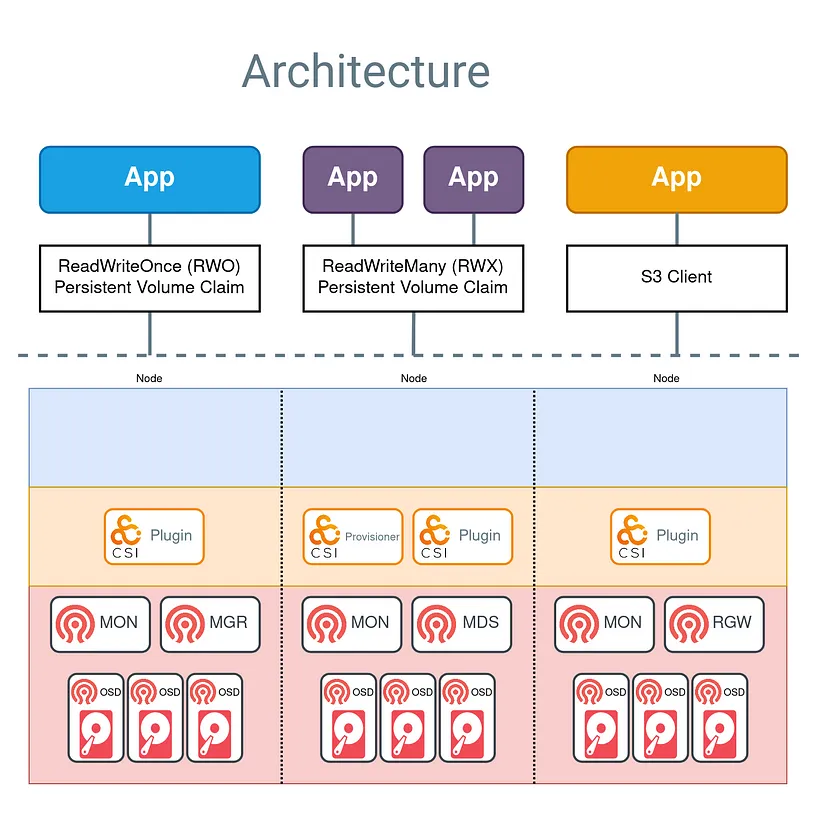 Architecture
App
App
App
App
ReadWriteOnce (RWO)
Persistent Volume Claim
ReadWriteMany (RWX)
Persistent Volume Claim
S3 Client
Node
Node
Node
CSI
Plugin
CSI
Provisioner
CSI
Plugin
CSI
Plugin
MON
MGR
MON
MDS
MON
RGW
OSD
OSD
OSD
OSD
OSD
OSD
OSD
OSD
OSD